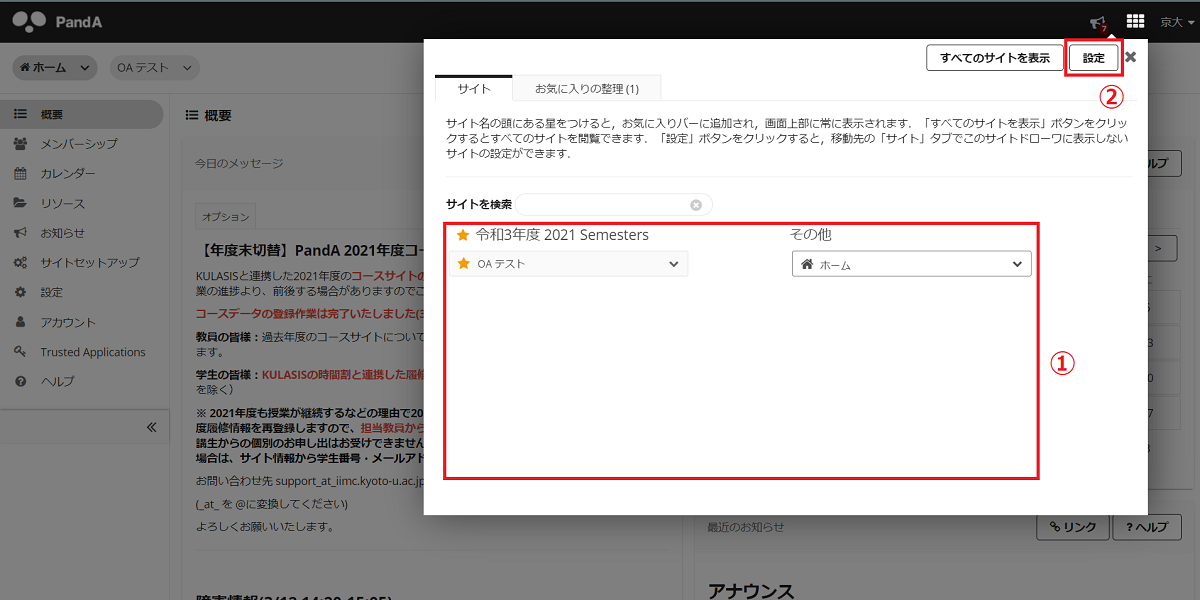 PandA
7
京大
ホーム
OA テスト
概要
メンバーシップ
カレンダー
リソース
お知らせ
サイトセットアップ
設定
アカウント
Trusted Applications
ヘルプ
概要
今日のメッセージ
オプション
【年度末切替】PandA 2021年度コー
KULASISと連携した2021年度のコースサイトの
業の進捗より、前後する場合がありますのでご
コースデータの登録作業は完了いたしました(3
教員の皆様：過去年度のコースサイトについて
ます。
学生の皆様：KULASISの時間割と連携した履修
を除く）
※ 2021年度も授業が継続するなどの理由で20
度履修情報を再登録しますので、担当教員から
講生からの個別のお申し出はお受けできません
場合は、サイト情報から学生番号・メールアド
お問い合わせ先 support_at_iimc.kyoto-u.ac.jp
(_at_ を @に変換してください)
よろしくお願いいたします。
障害情報(3/12 14:20-15:05)
すべてのサイトを表示
設定
②
サイト
お気に入りの整理 (1)
サイト名の頭にある星をつけると，お気に入りバーに追加され，画面上部に常に表示されます．「すべてのサイトを表示」ボタンをクリッ
クするとすべてのサイトを閲覧できます．「設定」ボタンをクリックすると，移動先の「サイト」タブでこのサイトドローワに表示しない
サイトの設定ができます．
サイトを検索
令和3年度 2021 Semesters
OA テスト
その他
ホーム
①
ルプ
>
3
0
7
最近のお知らせ
リンク
? ヘルプ
アナウンス